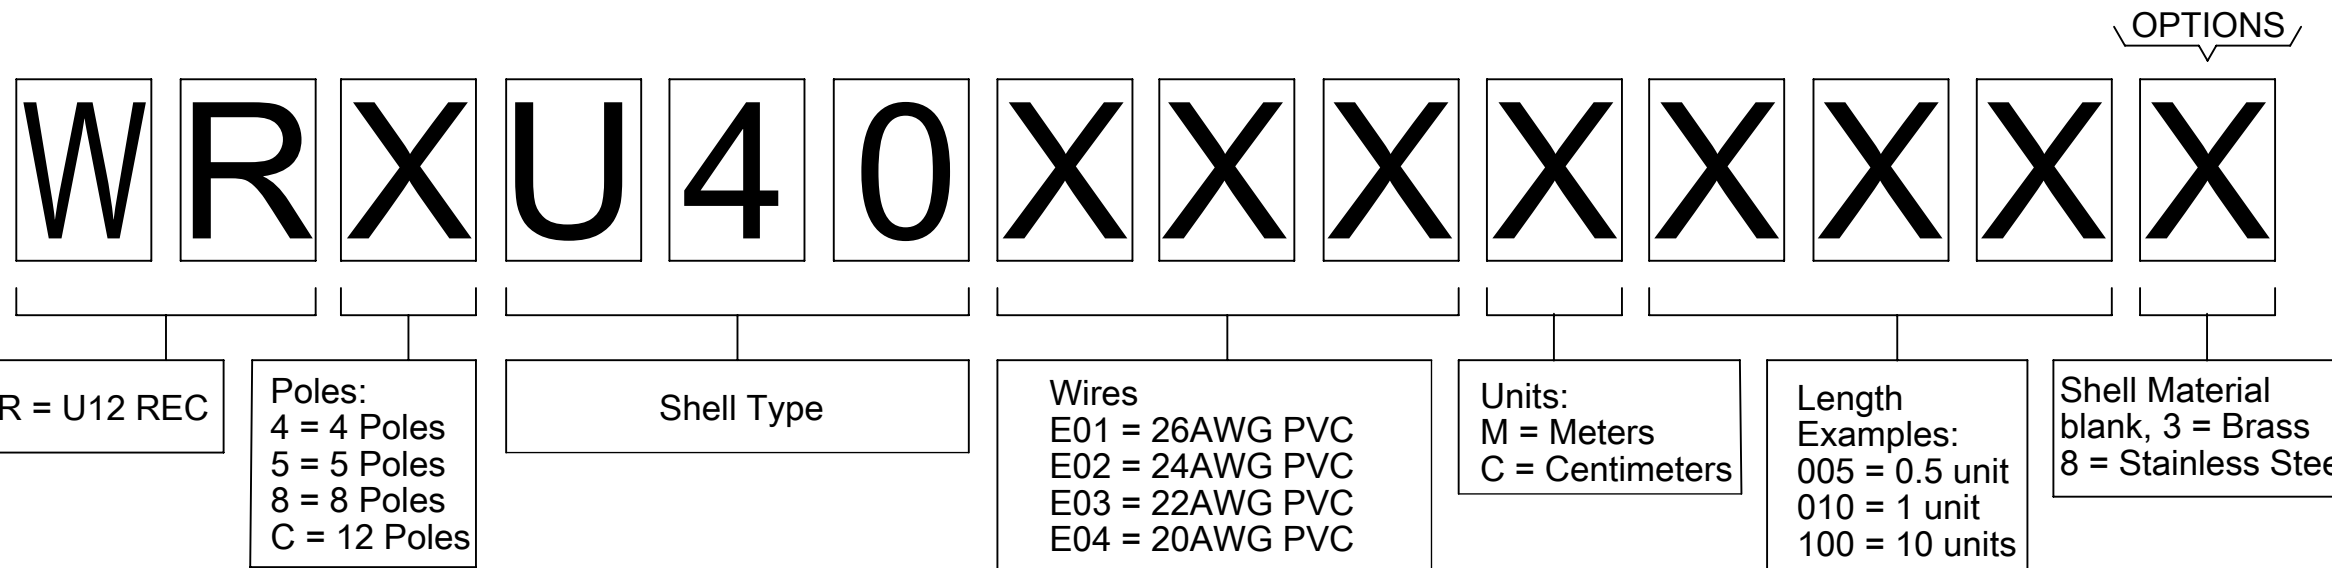 OPTIONS
W R X U 4 0 X X X X X X X X
R = U12 REC
Poles:
4 = 4 Poles
5 = 5 Poles
8 = 8 Poles
C = 12 Poles
Shell Type
Wires
E01 = 26AWG PVC
E02 = 24AWG PVC
E03 = 22AWG PVC
E04 = 20AWG PVC
Units:
M = Meters
C = Centimeters
Length
Examples:
005 = 0.5 unit
010 = 1 unit
100 = 10 units
Shell Material
blank, 3 = Brass
8 = Stainless Stee